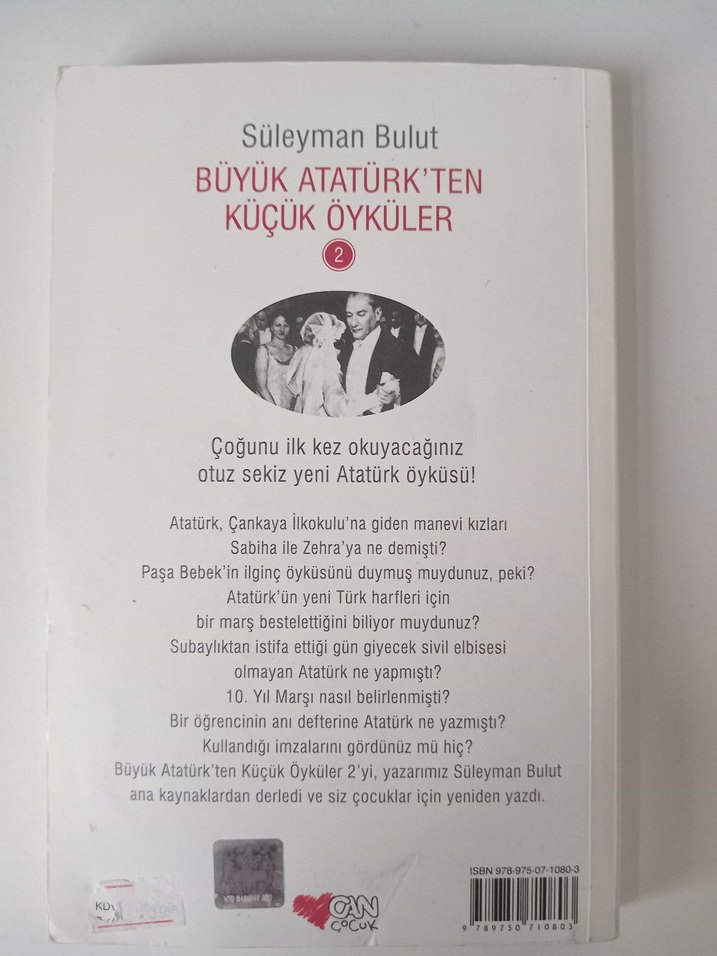 Süleyman Bulut
BÜYÜK ATATÜRK'TEN
KÜÇÜK ÖYKÜLER
2
Çoğunu ilk kez okuyacağınız
otuz sekiz yeni Atatürk öyküsü!
Atatürk, Çankaya İlkokulu'na giden manevi kızları
Sabiha ile Zehra'ya ne demişti?
Paşa Bebek'in ilginç öyküsünü duymuş muydunuz, peki?
Atatürk'ün yeni Türk harfleri için
bir marş bestelettiğini biliyor muydunuz?
Subaylıktan istifa ettiği gün giyecek sivil elbisesi
olmayan Atatürk ne yapmıştı?
10. Yıl Marşı nasıl belirlenmişti?
Bir öğrencinin anı defterine Atatürk ne yazmıştı?
Kullandığı imzalarını gördünüz mü hiç?
Büyük Atatürk'ten Küçük Öyküler 2'yi, yazarımız Süleyman Bulut
ana kaynaklardan derledi ve siz çocuklar için yeniden yazdı.
ISBN 978-975-07-1080-3
KDV
CAN
ÇOCUK
9 789750 710803